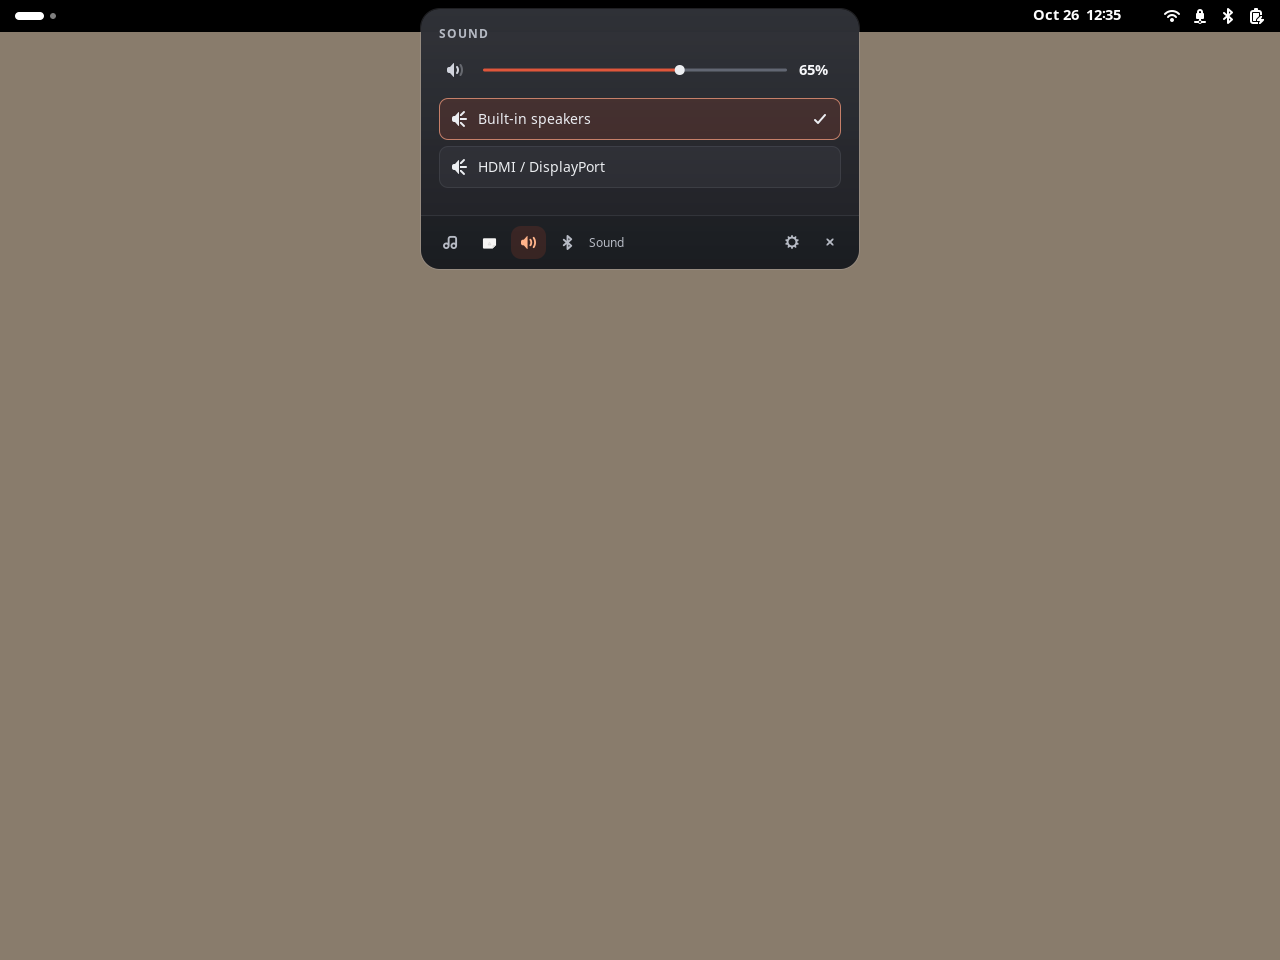 Oct 26 12:35
SOUND
65%
Built-in speakers
HDMI / DisplayPort
Sound